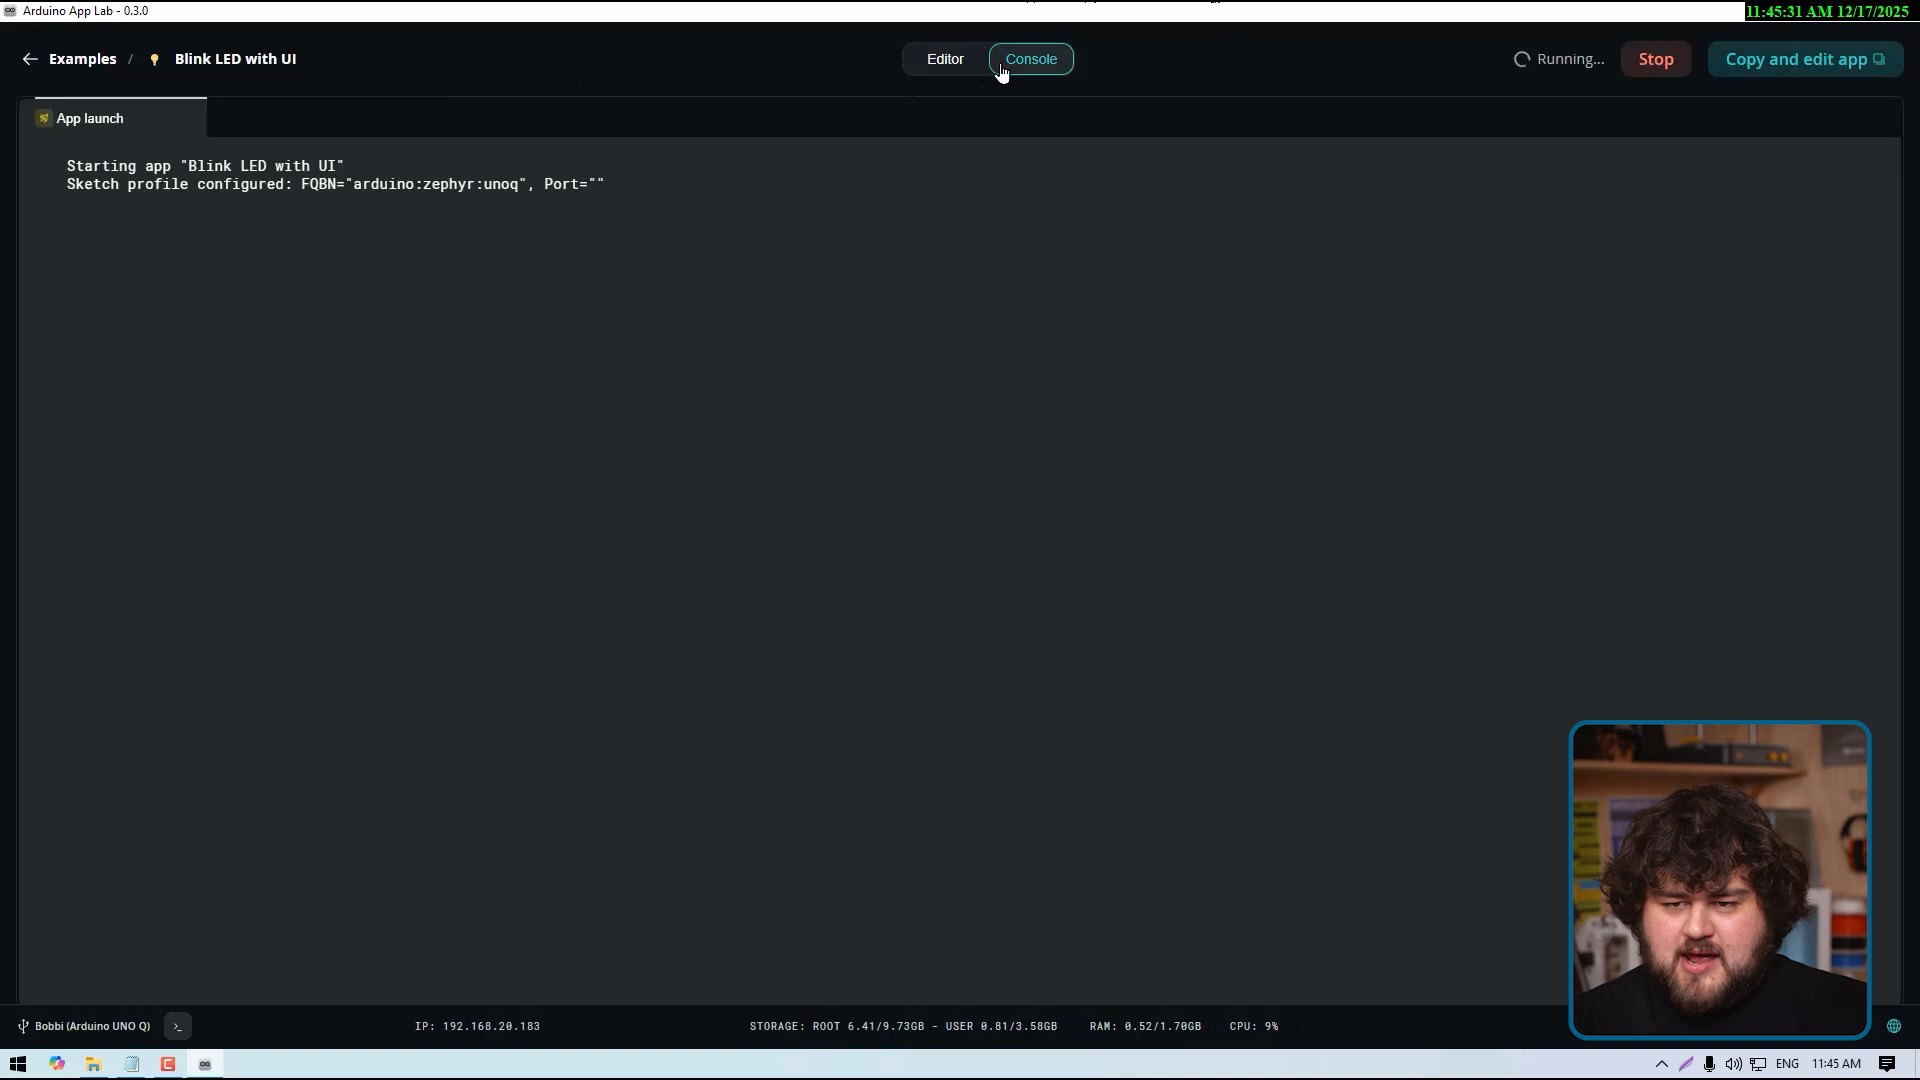 Arduino App Lab - 0.3.0
11:45:31 AM 12/17/2025
Examples / Blink LED with UI
Editor
Console
Running...
Stop
Copy and edit app
App launch
Starting app "Blink LED with UI"
Sketch profile configured: FQBN="arduino:zephyr:unoq", Port=""
Bobbi (Arduino UNO Q)
>_
IP: 192.168.20.183
STORAGE: ROOT 6.41/9.73GB - USER 0.81/3.58GB
RAM: 0.52/1.70GB
CPU: 9%
ENG
11:45 AM